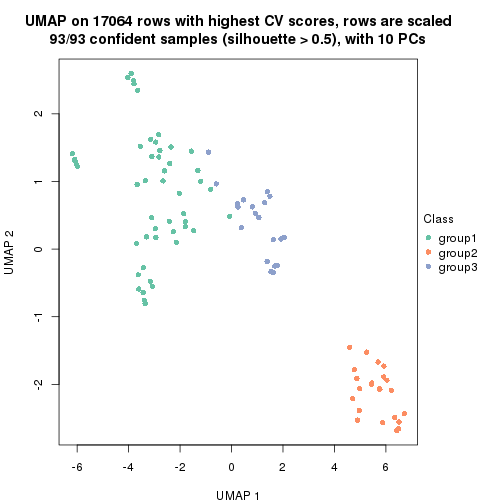 UMAP on 17064 rows with highest CV scores, rows are scaled
93/93 confident samples (silhouette > 0.5), with 10 PCs
2
1
0
-1
-2
UMAP 2
-6
-4
-2
0
2
4
6
UMAP 1
Class
group1
group2
group3